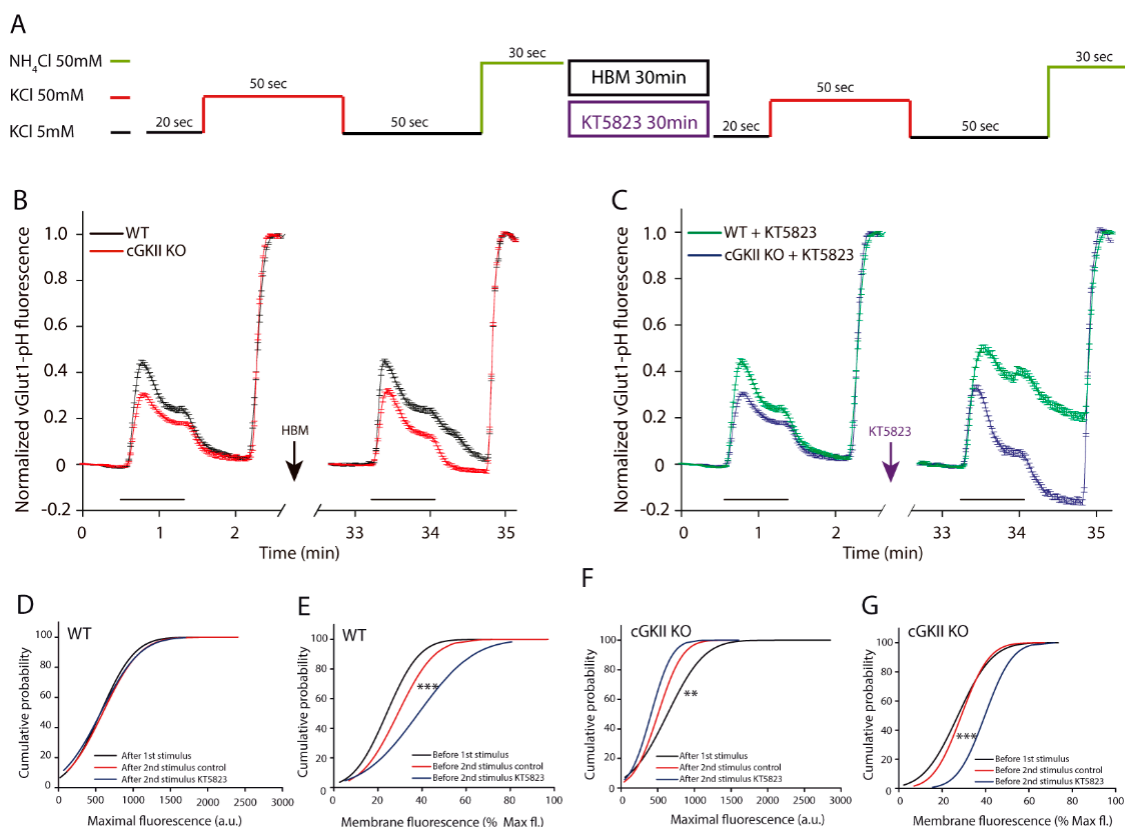 A
NH4Cl 50mM
KCl 50mM
KCl 5mM
20 sec
50 sec
50 sec
30 sec
HBM 30min
KT5823 30min
20 sec
50 sec
50 sec
30 sec
B
Normalized vGlut1-pH fluorescence
1.0
0.8
0.6
0.4
0.2
0
-0.2
WT
cGKII KO
HBM
0
1
2
33
34
35
Time (min)
C
Normalized vGlut1-pH fluorescence
1.0
0.8
0.6
0.4
0.2
0
-0.2
WT + KT5823
cGKII KO + KT5823
KT5823
0
1
2
33
34
35
Time (min)
D
WT
Cumulative probability
100
80
60
40
20
0
After 1st stimulus
After 2nd stimulus control
After 2nd stimulus KT5823
0
500
1000
1500
2000
2500
3000
Maximal fluorescence (a.u.)
E
WT
Cumulative probability
100
80
60
40
20
0
***
Before 1st stimulus
Before 2nd stimulus control
Before 2nd stimulus KT5823
0
20
40
60
80
100
Membrane fluorescence (% Max fl.)
F
cGKII KO
Cumulative probability
100
80
60
40
20
0
**
After 1st stimulus
After 2nd stimulus control
After 2nd stimulus KT5823
0
500
1000
1500
2000
2500
3000
Maximal fluorescence (a.u.)
G
cGKII KO
Cumulative probability
100
80
60
40
20
0
***
Before 1st stimulus
Before 2nd stimulus control
Before 2nd stimulus KT5823
0
20
40
60
80
100
Membrane fluorescence (% Max fl.)